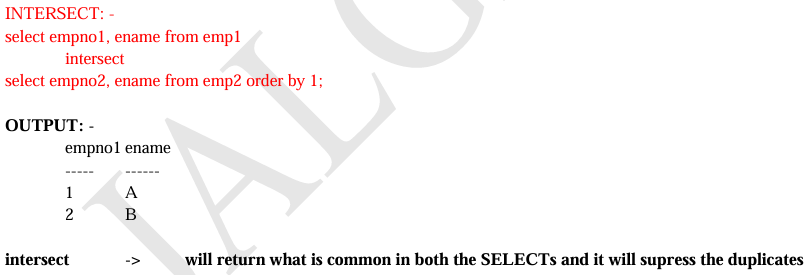 INTERSECT: -
select empno1, ename from emp1
intersect
select empno2, ename from emp2 order by 1;
OUTPUT: -
empno1 ename
----- ------
1 A
2 B
intersect -> will return what is common in both the SELECTs and it will supress the duplicates